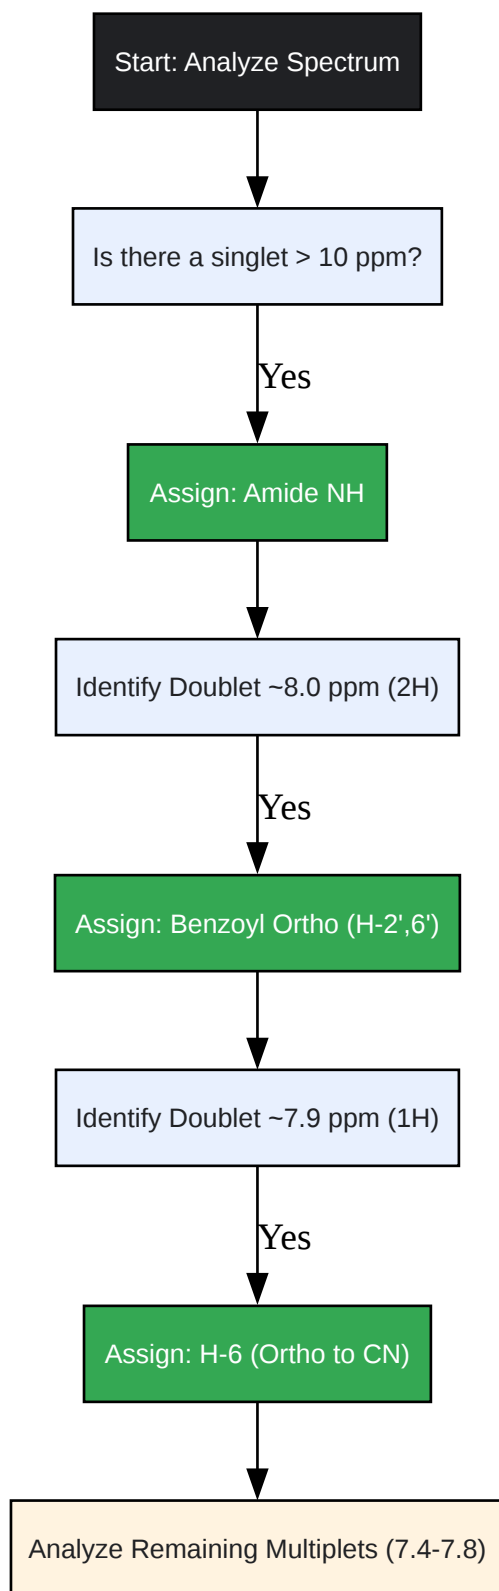 Start: Analyze Spectrum
Is there a singlet > 10 ppm?
Yes
Assign: Amide NH
Identify Doublet ~8.0 ppm (2H)
Yes
Assign: Benzoyl Ortho (H-2',6')
Identify Doublet ~7.9 ppm (1H)
Yes
Assign: H-6 (Ortho to CN)
Analyze Remaining Multiplets (7.4-7.8)